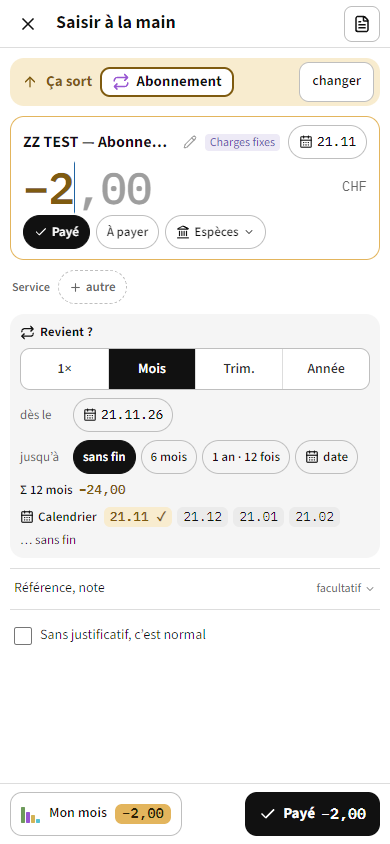 Saisir à la main
Ça sort Abonnement changer
ZZ TEST — Abonne… Charges fixes 21.11
−2,00 CHF
Payé À payer Espèces
Service + autre
Revient ?
1× Mois Trim. Année
dès le 21.11.26
jusqu’à sans fin 6 mois 1 an · 12 fois date
Σ 12 mois −24,00
Calendrier 21.11 ✓ 21.12 21.01 21.02
… sans fin
Référence, note facultatif
Sans justificatif, c’est normal
Mon mois −2,00 Payé −2,00